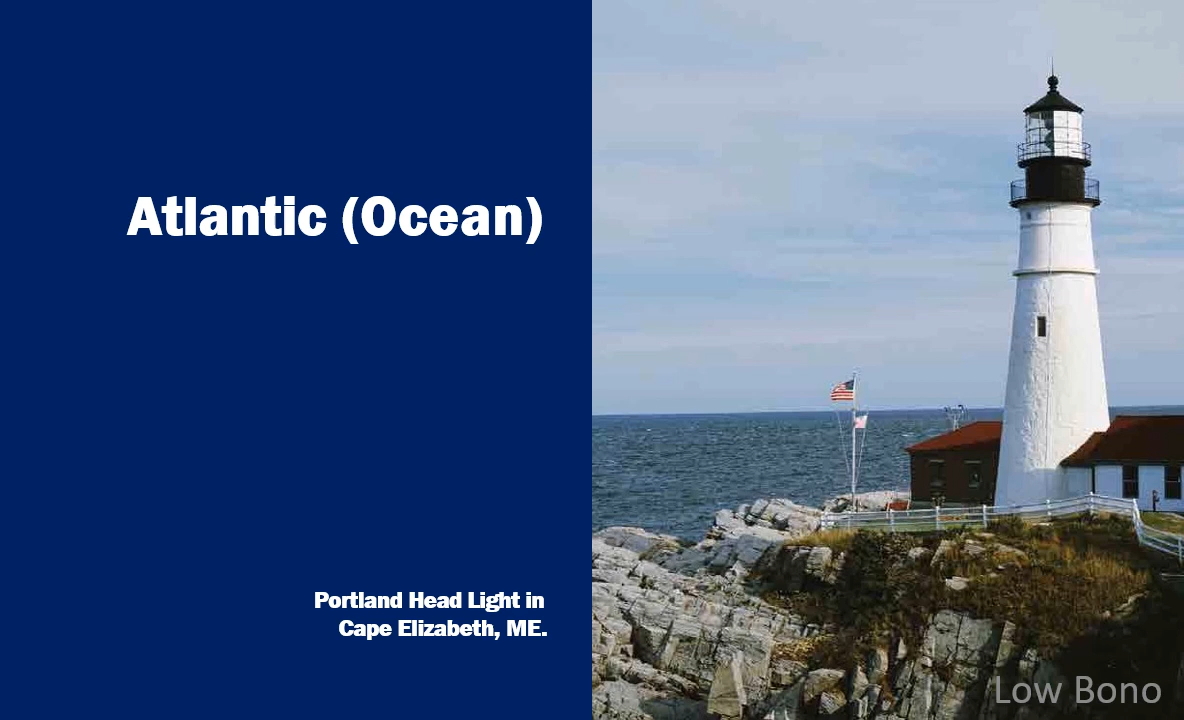 Atlantic (Ocean)
Portland Head Light in
Cape Elizabeth, ME.
Low Bono